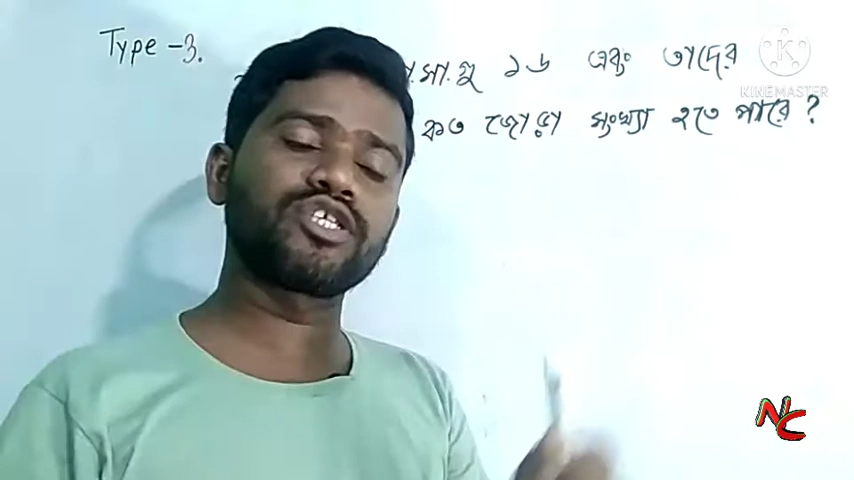 Type-3.
গ.সা.গু ১৬ এবং তাদের
কত জোড়া সংখ্যা হতে পারে ?
KINEMASTER
NC